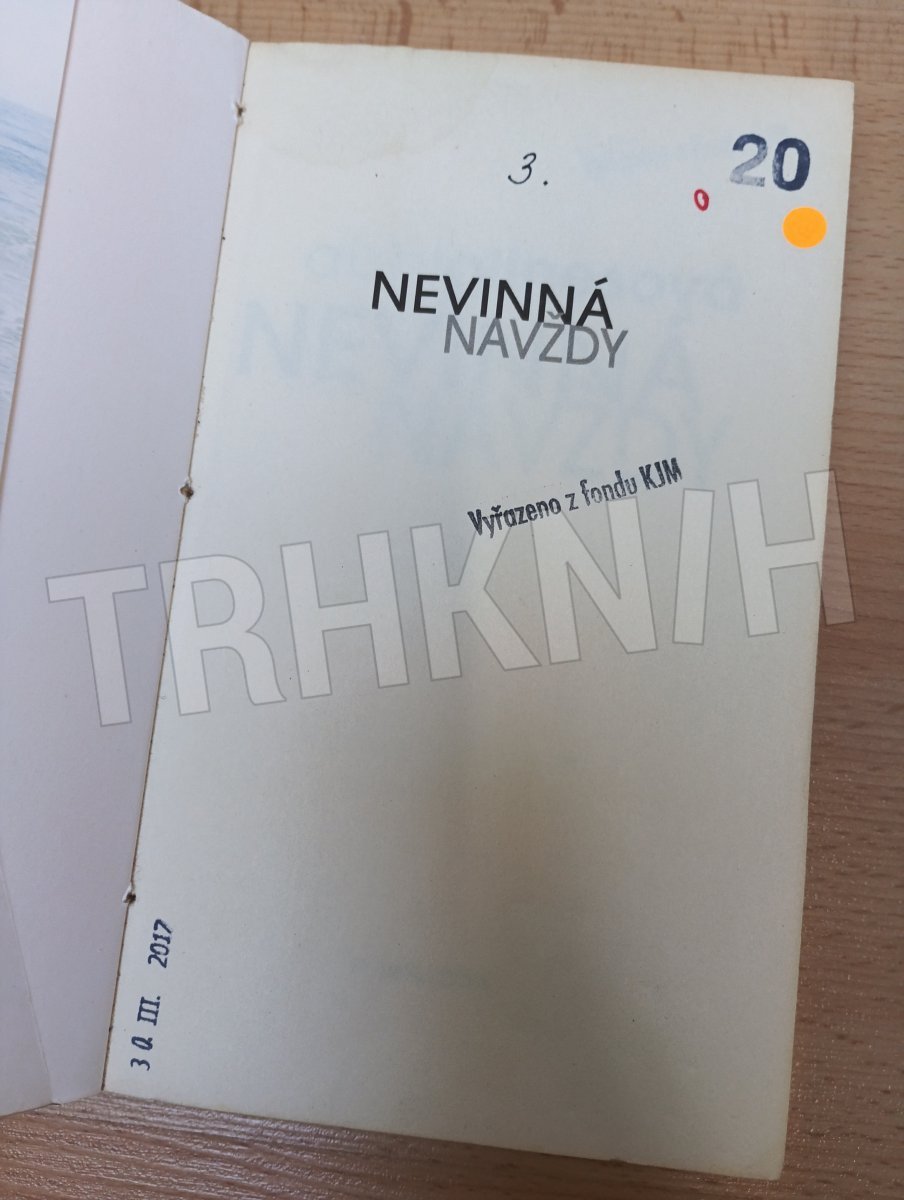 3.
20
NEVINNÁ
NAVŽDY
Vyřazeno z fondu KJM
TRHKNIH
30. III. 2017